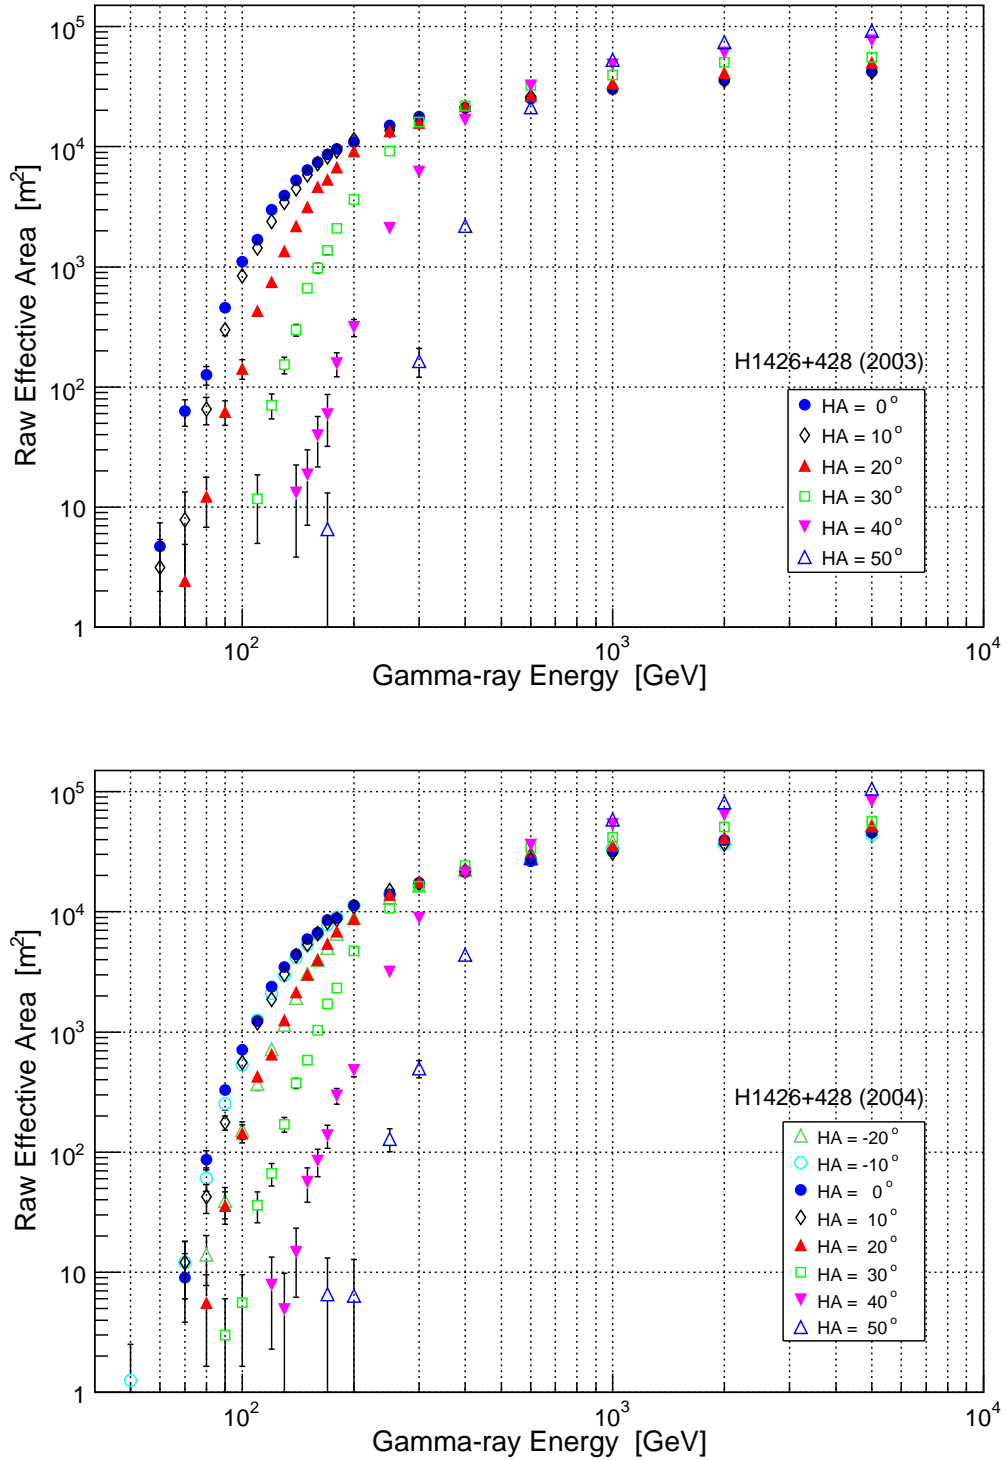 Raw Effective Area [m²]
10⁵
10⁴
10³
10²
10
1
H1426+428 (2003)
HA = 0°
HA = 10°
HA = 20°
HA = 30°
HA = 40°
HA = 50°
10² 10³ 10⁴
Gamma-ray Energy [GeV]
Raw Effective Area [m²]
10⁵
10⁴
10³
10²
10
1
H1426+428 (2004)
HA = -20°
HA = -10°
HA = 0°
HA = 10°
HA = 20°
HA = 30°
HA = 40°
HA = 50°
10² 10³ 10⁴
Gamma-ray Energy [GeV]